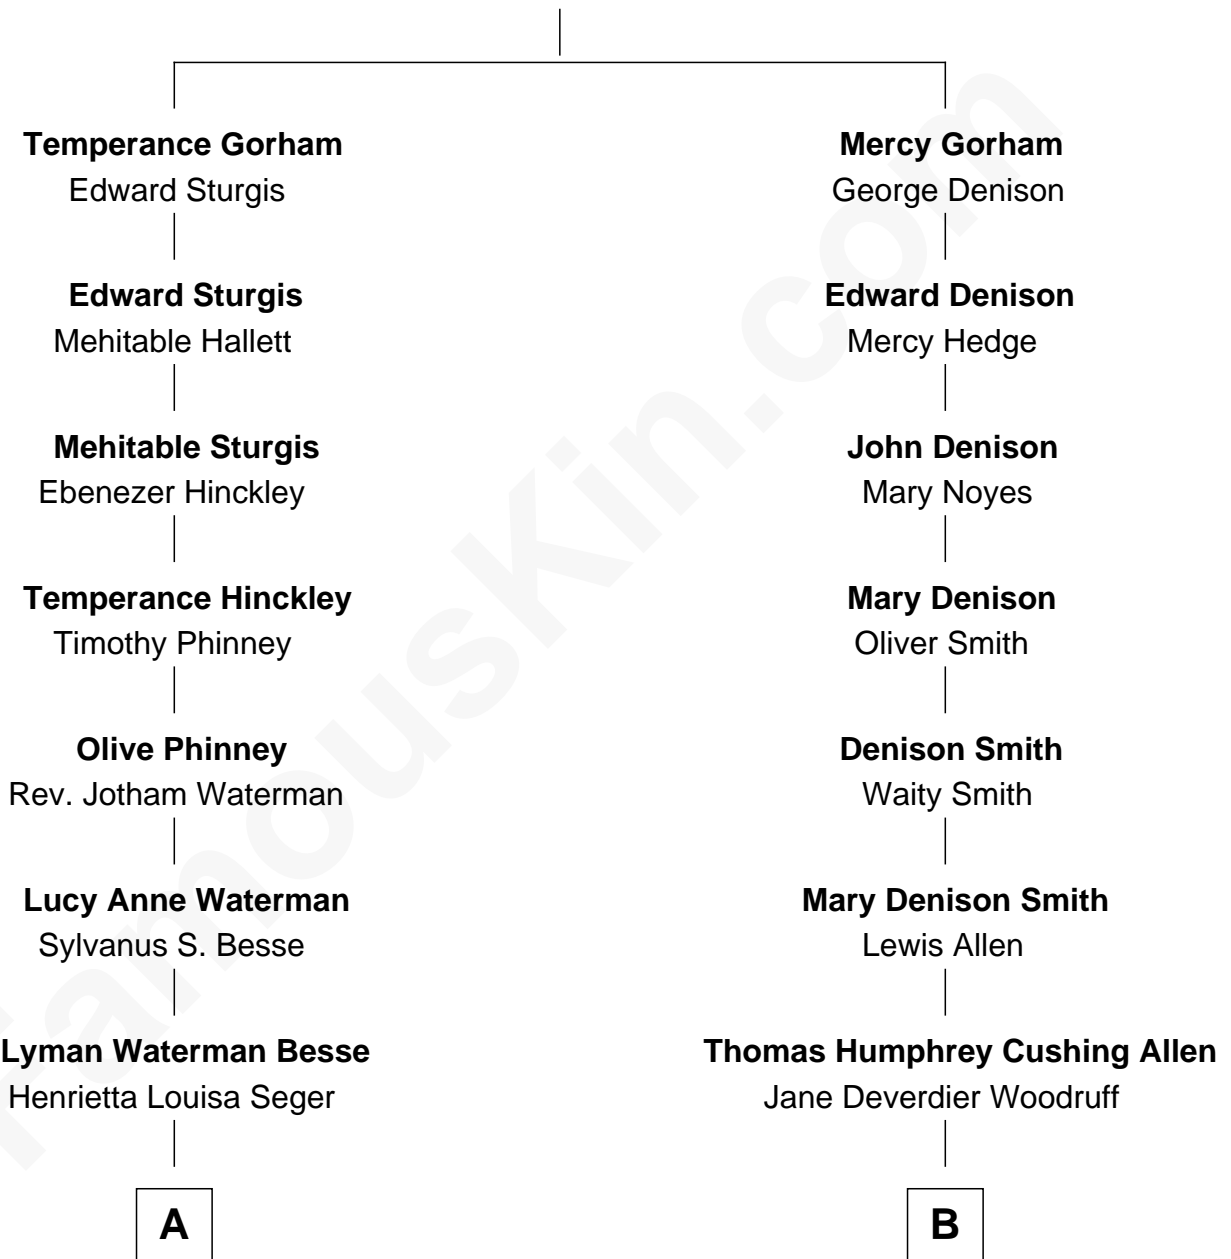 Temperance Gorham
Edward Sturgis
Mercy Gorham
George Denison
Edward Sturgis
Mehitable Hallett
Edward Denison
Mercy Hedge
Mehitable Sturgis
Ebenezer Hinckley
John Denison
Mary Noyes
Temperance Hinckley
Timothy Phinney
Mary Denison
Oliver Smith
Olive Phinney
Rev. Jotham Waterman
Denison Smith
Waity Smith
Lucy Anne Waterman
Sylvanus S. Besse
Mary Denison Smith
Lewis Allen
Lyman Waterman Besse
Henrietta Louisa Seger
Thomas Humphrey Cushing Allen
Jane Deverdier Woodruff
A
B
FamousKin.com